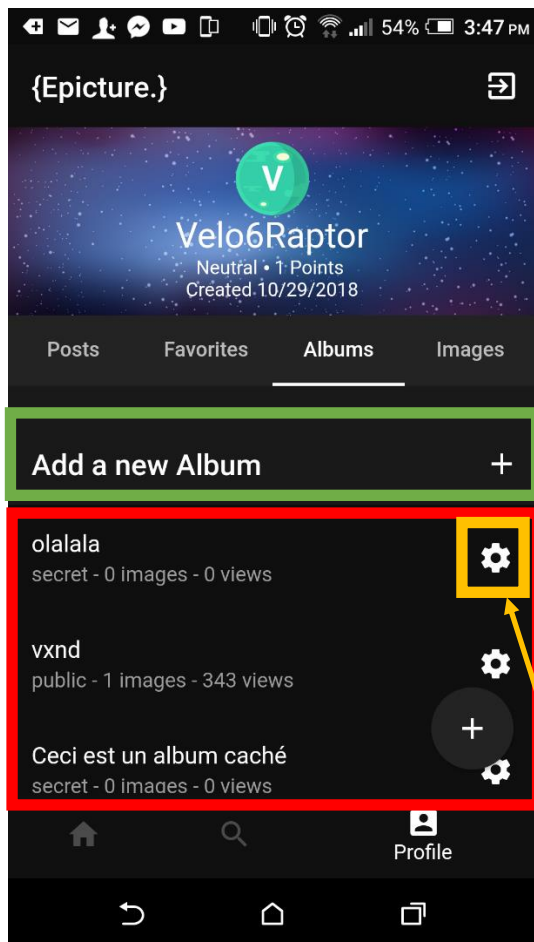 54% 3:47 PM
{Epicture.}
V
Velo6Raptor
Neutral • 1 Points
Created 10/29/2018
Posts Favorites Albums Images
Add a new Album +
olalala
secret - 0 images - 0 views
vxnd
public - 1 images - 343 views
+
Ceci est un album caché
secret - 0 images - 0 views
Profile